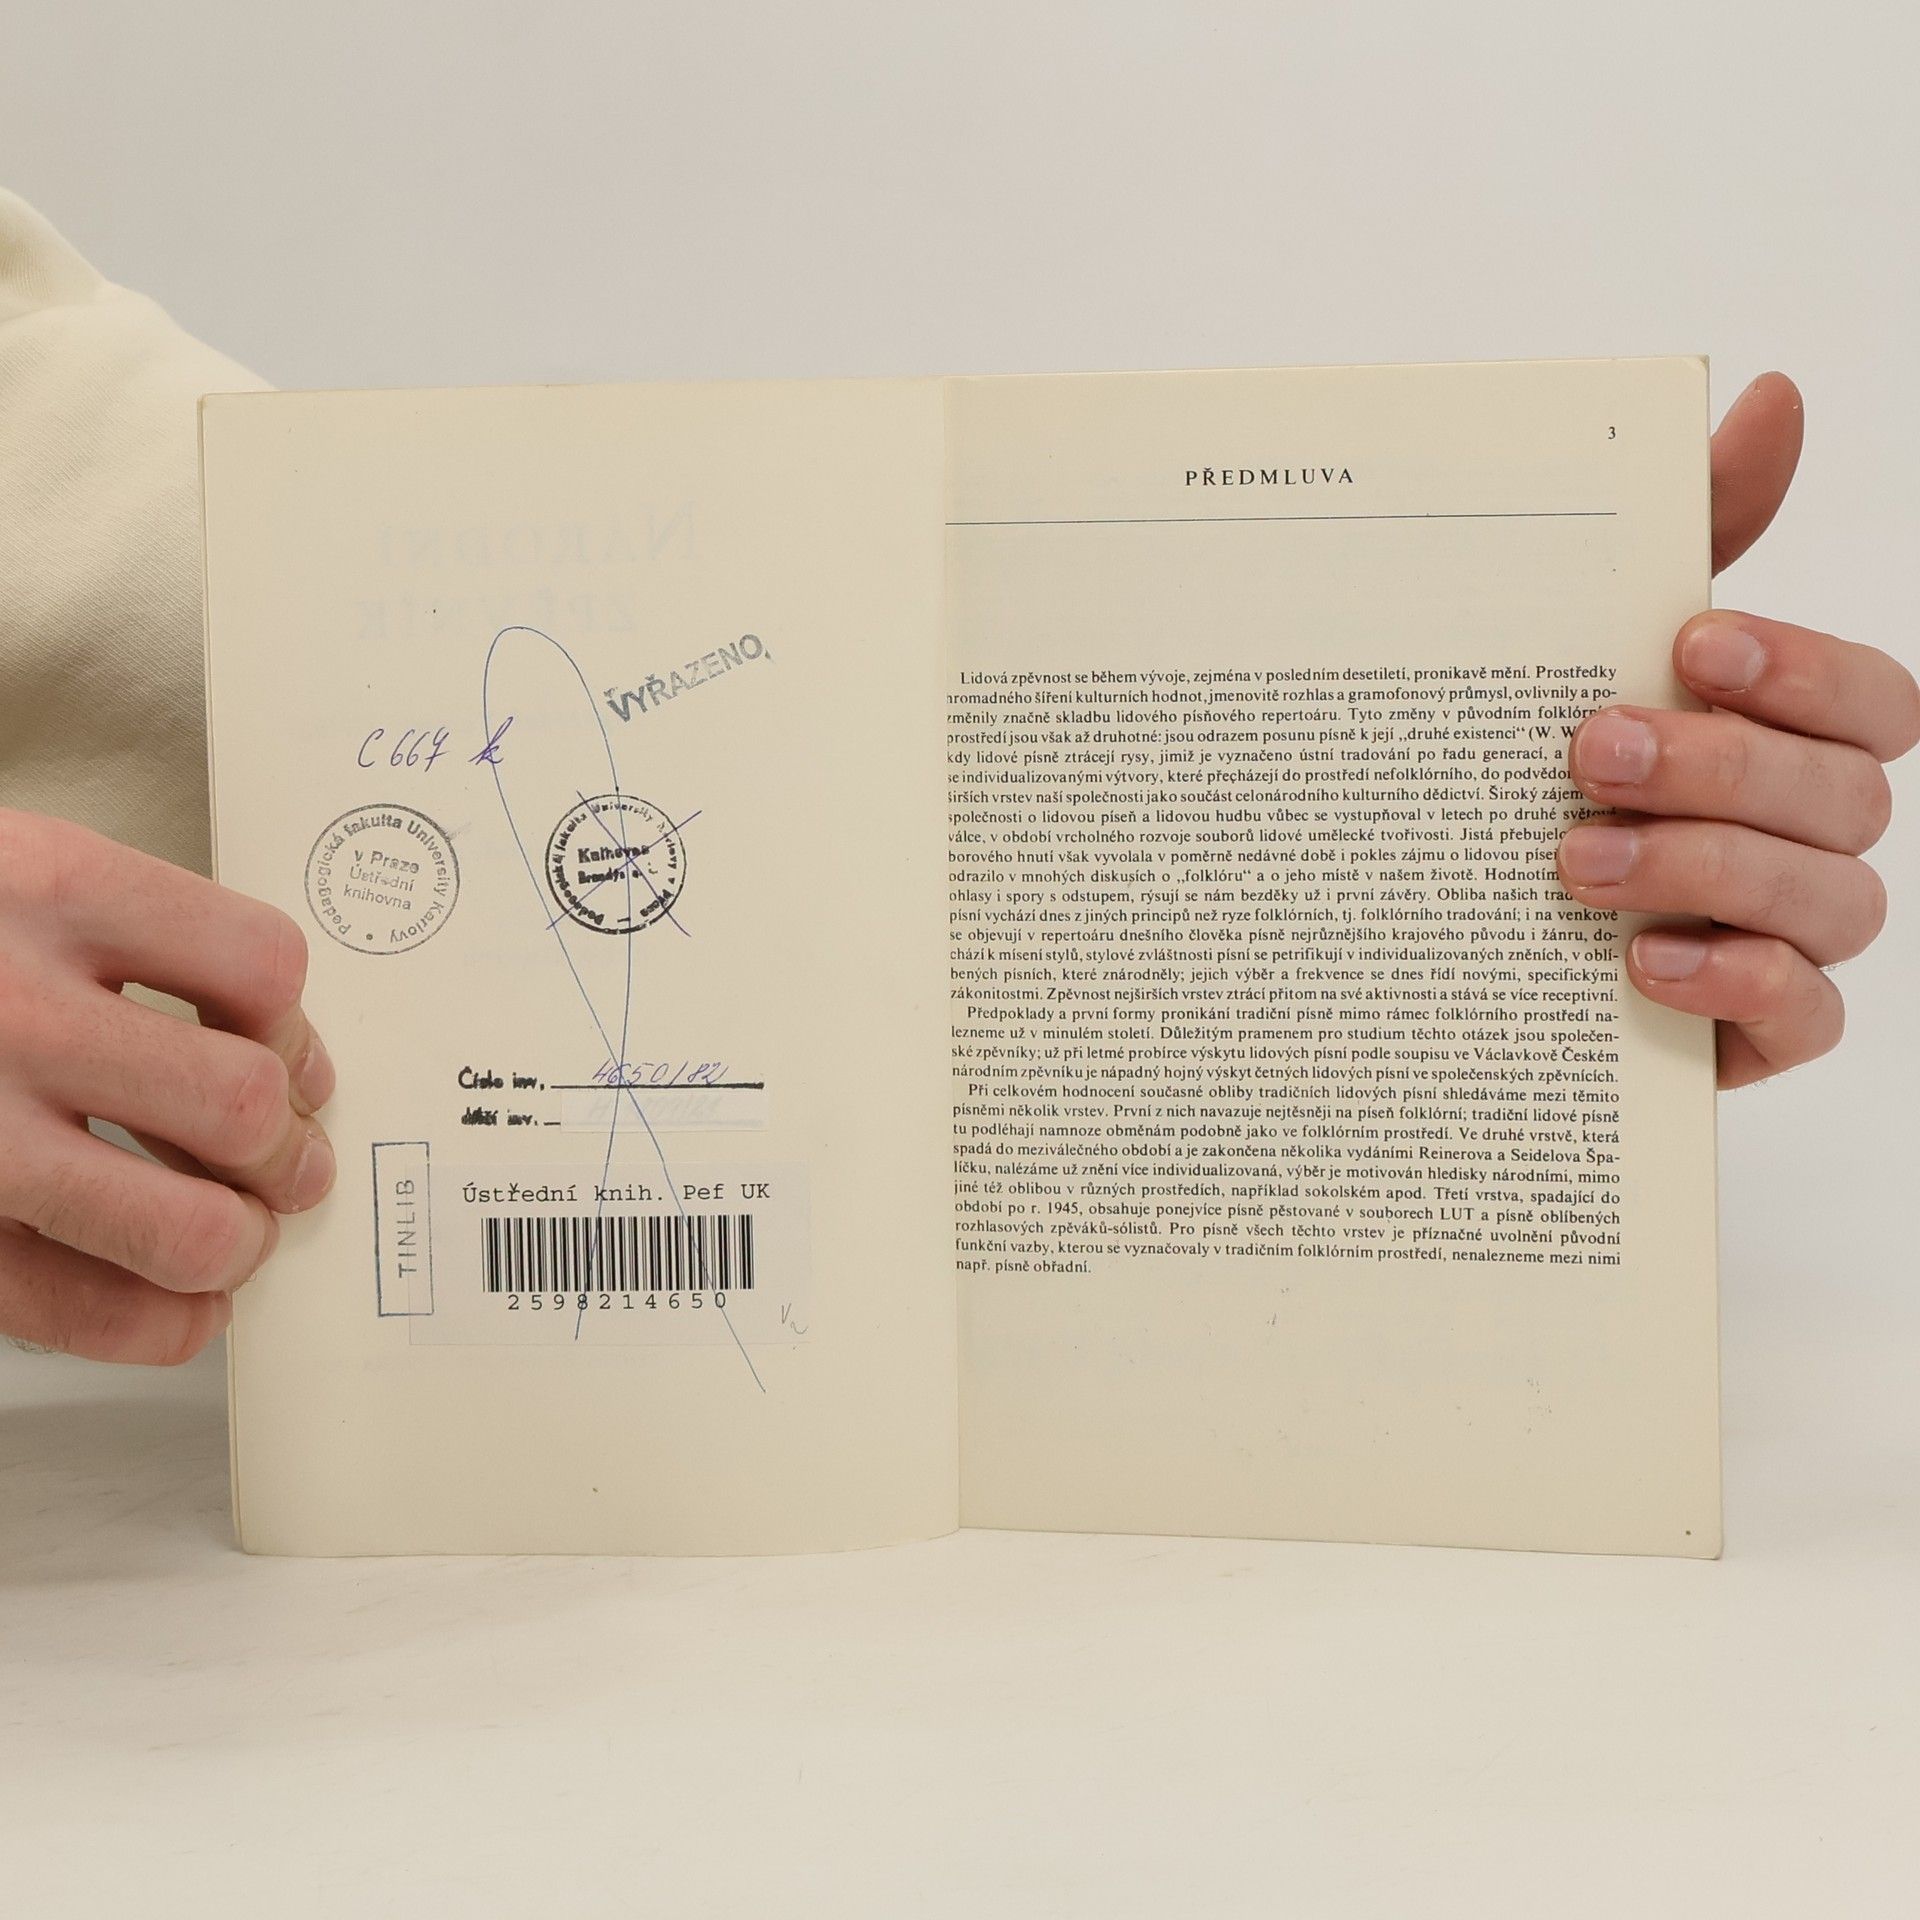 VYŘAZENO
C 667 k
Pedagogická fakulta University Karlovy
v Praze
Ústřední
knihovna
Pedagogické fakulty University Karlovy v Praze
Knihovna
Brandýs n.
Číslo inv. 4650/82
inv.
TINLIB
Ústřední knih. Pef UK
2598214650
3
PŘEDMLUVA
Lidová zpěvnost se během vývoje, zejména v posledním desetiletí, pronikavě mění. Prostředky
hromadného šíření kulturních hodnot, jmenovitě rozhlas a gramofonový průmysl, ovlivnily a po-
změnily značně skladbu lidového písňového repertoáru. Tyto změny v původním
prostředí jsou však až druhotné: jsou odrazem posunu písně k její „druhé existenci“ (W.
kdy lidové písně ztrácejí rysy, jimiž je vyznačeno ústní tradování po řadu generací, a
se individualizovanými výtvory, které přecházejí do prostředí nefolklórního, do
širších vrstev naší společnosti jako součást celonárodního kulturního dědictví. Široký zájem
společnosti o lidovou píseň a lidovou hudbu vůbec se vystupňoval v letech po druhé světové
válce, v období vrcholného rozvoje souborů lidové umělecké tvořivosti. Jistá
borového hnutí však vyvolala v poměrně nedávné době i pokles zájmu o lidovou píseň
odrazilo v mnohých diskusích o „folklóru“ a o jeho místě v našem životě. Hodnotím
ohlasy i spory s odstupem, rýsují se nám bezděky už i první závěry. Obliba našich
písní vychází dnes z jiných principů než ryze folklórních, tj. folklórního tradování; i na venkově
se objevují v repertoáru dnešního člověka písně nejrůznějšího krajového původu i žánru, do-
chází k mísení stylů, stylové zvláštnosti písní se petrifikují v individualizovaných zněních, v oblí-
bených písních, které znárodněly; jejich výběr a frekvence se dnes řídí novými, specifickými
zákonitostmi. Zpěvnost nejširších vrstev ztrácí přitom na své aktivnosti a stává se více receptivní.
Předpoklady a první formy pronikání tradiční písně mimo rámec folklórního prostředí na-
lezneme už v minulém století. Důležitým pramenem pro studium těchto otázek jsou společen-
ské zpěvníky; už při letmé probírce výskytu lidových písní podle soupisu ve Václavkově Českém
národním zpěvníku je nápadný hojný výskyt četných lidových písní ve společenských zpěvnících.
Při celkovém hodnocení současné obliby tradičních lidových písní shledáváme mezi těmito
písněmi několik vrstev. První z nich navazuje nejtěsněji na píseň folklórní; tradiční lidové písně
tu podléhají namnoze obměnám podobně jako ve folklórním prostředí. Ve druhé vrstvě, která
spadá do meziválečného období a je zakončena několika vydáními Reinerova a Seidelova Špa-
líčku, nalézáme už znění více individualizovaná, výběr je motivován hledisky národními, mimo
jiné též oblibou v různých prostředích, například sokolském apod. Třetí vrstva, spadající do
období po r. 1945, obsahuje ponejvíce písně pěstované v souborech LUT a písně oblíbených
rozhlasových zpěváků-sólistů. Pro písně všech těchto vrstev je příznačné uvolnění původní
funkční vazby, kterou se vyznačovaly v tradičním folklórním prostředí, nenalezneme mezi nimi
např. písně obřadní.